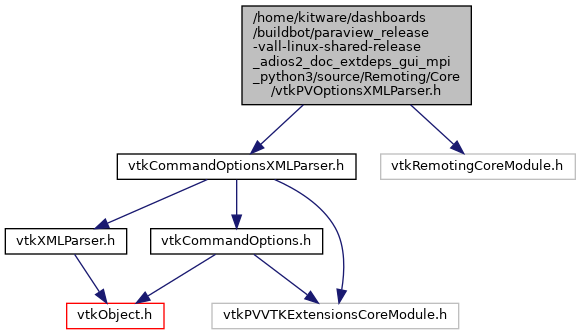 /home/kitware/dashboards
/buildbot/paraview_release
-vall-linux-shared-release
_adios2_doc_extdeps_gui_mpi
_python3/source/Remoting/Core
/vtkPVOptionsXMLParser.h
vtkCommandOptionsXMLParser.h
vtkRemotingCoreModule.h
vtkXMLParser.h
vtkCommandOptions.h
vtkObject.h
vtkPVVTKExtensionsCoreModule.h